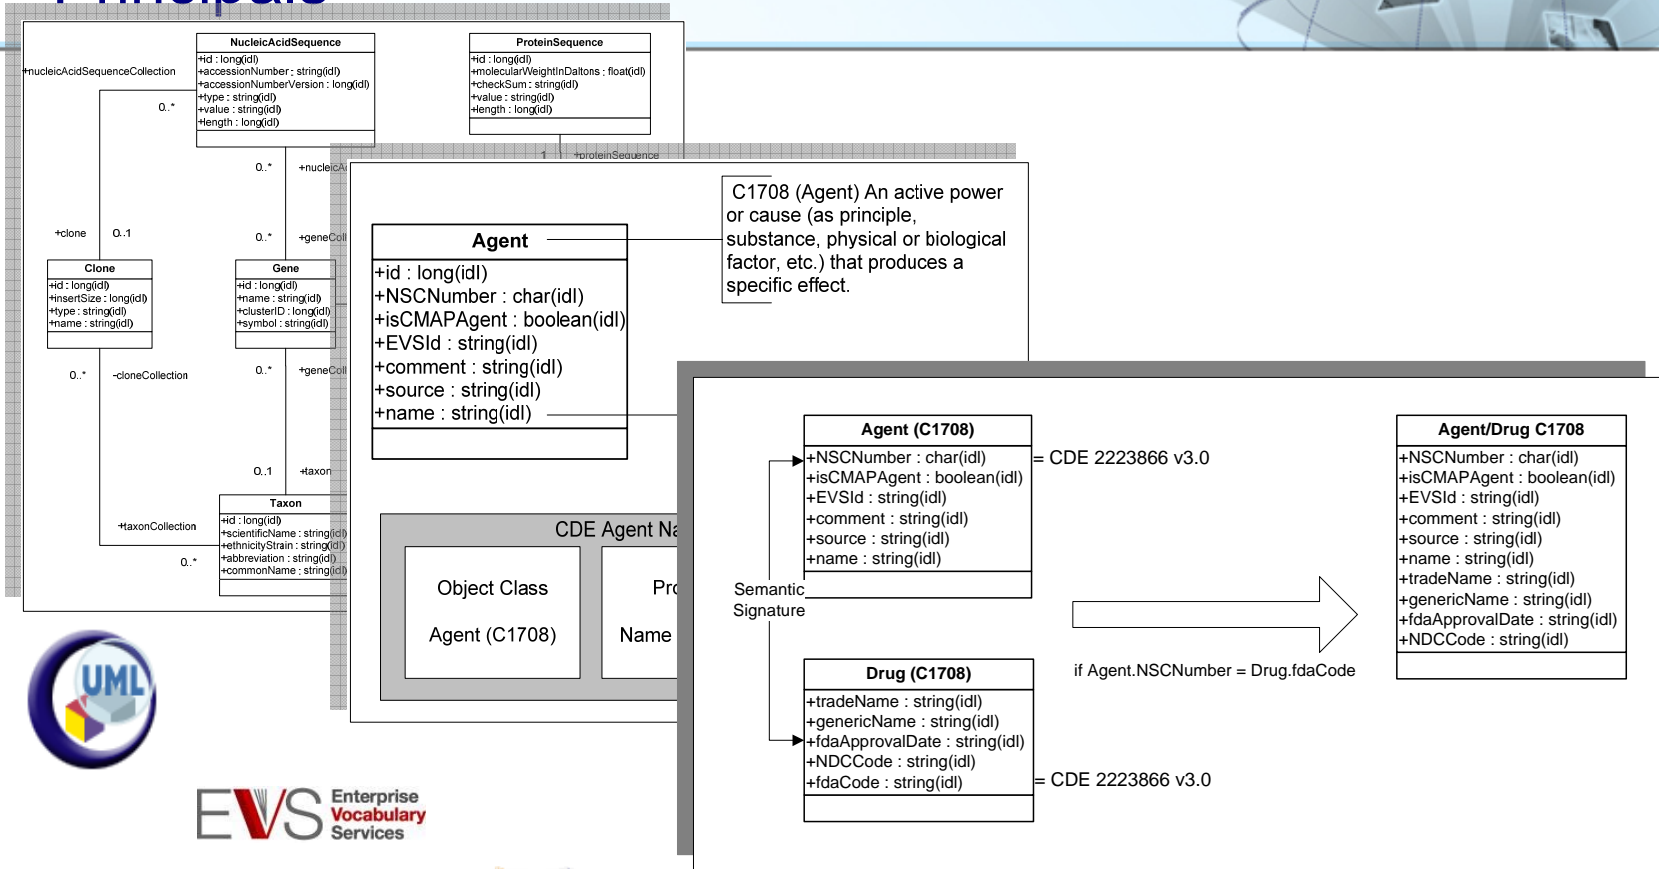 Principals
NucleicAcidSequence
+id : long(idl)
+accessionNumber : string(idl)
+accessionNumberVersion : long(idl)
+type : string(idl)
+value : string(idl)
+length : long(idl)
ProteinSequence
+id : long(idl)
+molecularWeightInDaltons : float(idl)
+checkSum : string(idl)
+value : string(idl)
+length : long(idl)
+nucleicAcidSequenceCollection
0..*
0..*
1
+proteinSequence
+clone
0..1
0..*
Clone
+id : long(idl)
+insertSize : long(idl)
+type : string(idl)
+name : string(idl)
Gene
+id : long(idl)
+name : string(idl)
+clusterID : long(idl)
+symbol : string(idl)
0..*
-cloneCollection
0..*
0..1
+taxon
+taxonCollection
0..*
Taxon
+id : long(idl)
+scientificName : string(idl)
+ethnicityStrain : string(idl)
+abbreviation : string(idl)
+commonName : string(idl)
Agent
+id : long(idl)
+NSCNumber : char(idl)
+isCMAPAgent : boolean(idl)
+EVSId : string(idl)
+comment : string(idl)
+source : string(idl)
+name : string(idl)
C1708 (Agent) An active power
or cause (as principle,
substance, physical or biological
factor, etc.) that produces a
specific effect.
CDE Agent
Object Class
Agent (C1708)
Name
Agent (C1708)
+NSCNumber : char(idl)
+isCMAPAgent : boolean(idl)
+EVSId : string(idl)
+comment : string(idl)
+source : string(idl)
+name : string(idl)
= CDE 2223866 v3.0
Semantic
Signature
Drug (C1708)
+tradeName : string(idl)
+genericName : string(idl)
+fdaApprovalDate : string(idl)
+NDCCode : string(idl)
+fdaCode : string(idl)
= CDE 2223866 v3.0
if Agent.NSCNumber = Drug.fdaCode
Agent/Drug C1708
+NSCNumber : char(idl)
+isCMAPAgent : boolean(idl)
+EVSId : string(idl)
+comment : string(idl)
+source : string(idl)
+name : string(idl)
+tradeName : string(idl)
+genericName : string(idl)
+fdaApprovalDate : string(idl)
+NDCCode : string(idl)
UML
EVS Enterprise
Vocabulary
Services